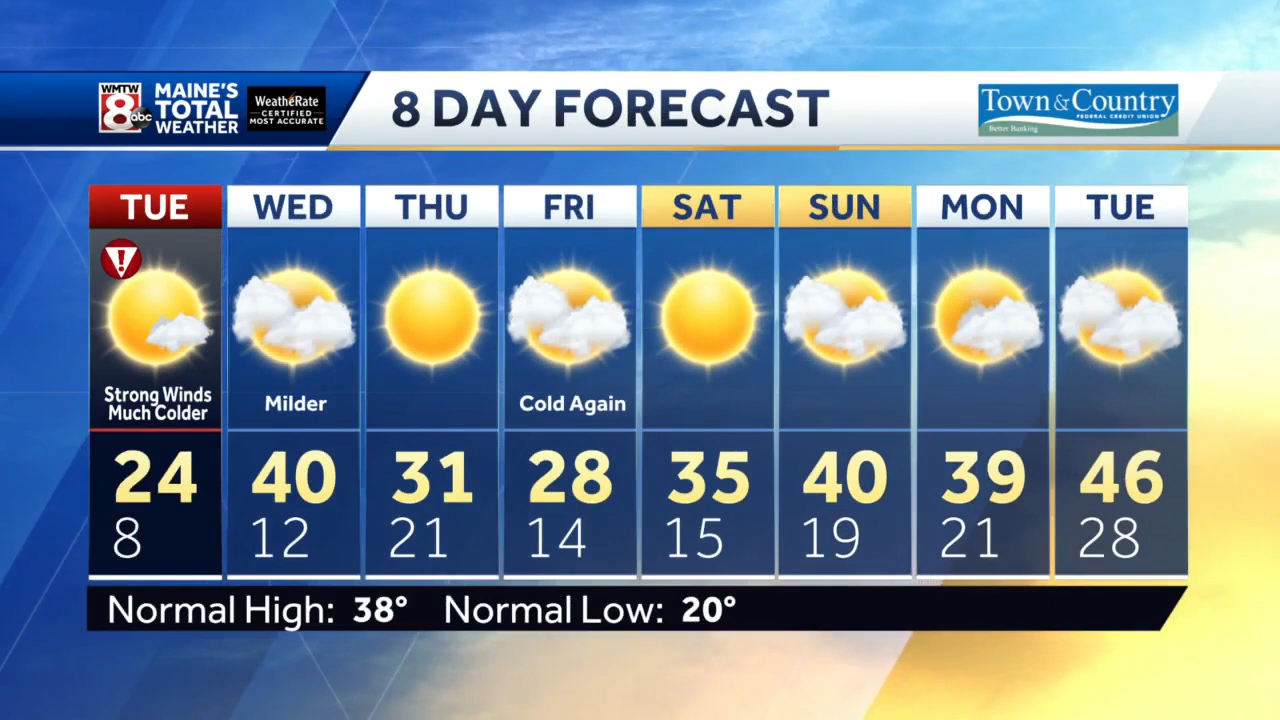 WMTW
8
abc
MAINE'S
TOTAL
WEATHER
WeatheRate
CERTIFIED
MOST ACCURATE
8 DAY FORECAST
Town & Country
FEDERAL CREDIT UNION
Better Banking
TUE WED THU FRI SAT SUN MON TUE
!
Strong Winds
Much Colder
Milder
Cold Again
24 40 31 28 35 40 39 46
8 12 21 14 15 19 21 28
Normal High: 38° Normal Low: 20°